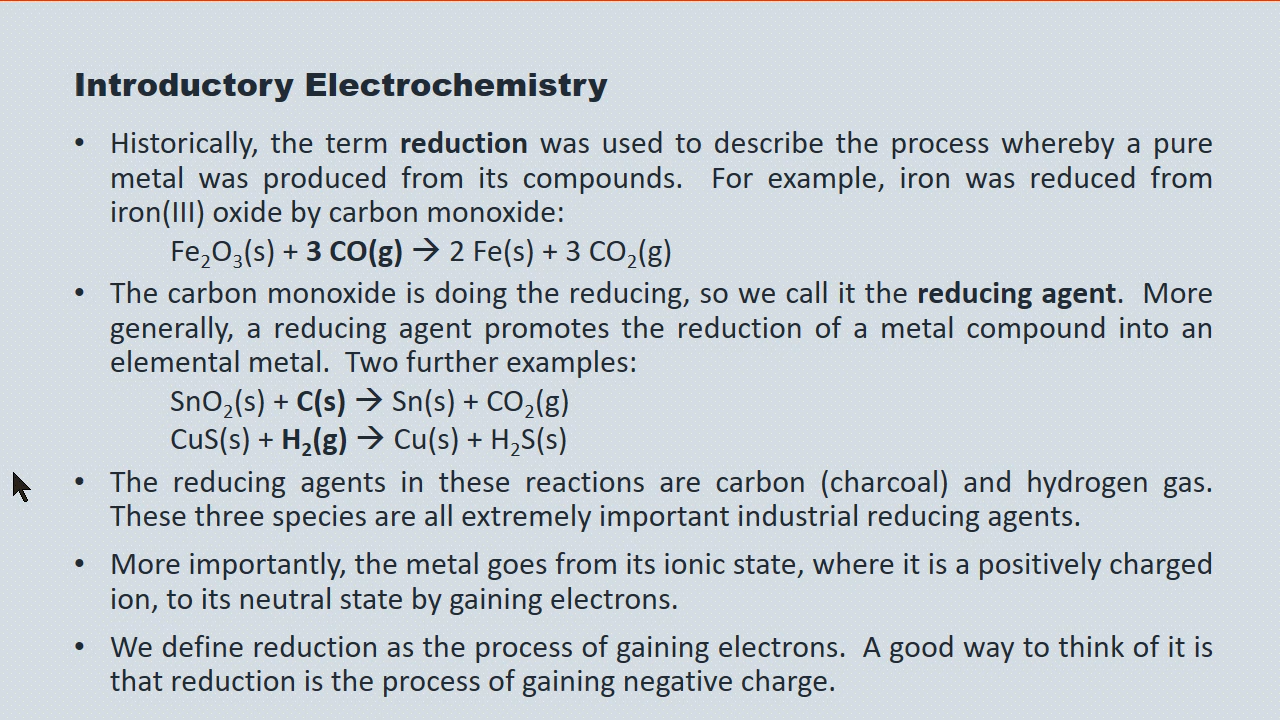 Introductory Electrochemistry
• Historically, the term reduction was used to describe the process whereby a pure
metal was produced from its compounds. For example, iron was reduced from
iron(III) oxide by carbon monoxide:
Fe₂O₃(s) + 3 CO(g) → 2 Fe(s) + 3 CO₂(g)
• The carbon monoxide is doing the reducing, so we call it the reducing agent. More
generally, a reducing agent promotes the reduction of a metal compound into an
elemental metal. Two further examples:
SnO₂(s) + C(s) → Sn(s) + CO₂(g)
CuS(s) + H₂(g) → Cu(s) + H₂S(s)
• The reducing agents in these reactions are carbon (charcoal) and hydrogen gas.
These three species are all extremely important industrial reducing agents.
• More importantly, the metal goes from its ionic state, where it is a positively charged
ion, to its neutral state by gaining electrons.
• We define reduction as the process of gaining electrons. A good way to think of it is
that reduction is the process of gaining negative charge.